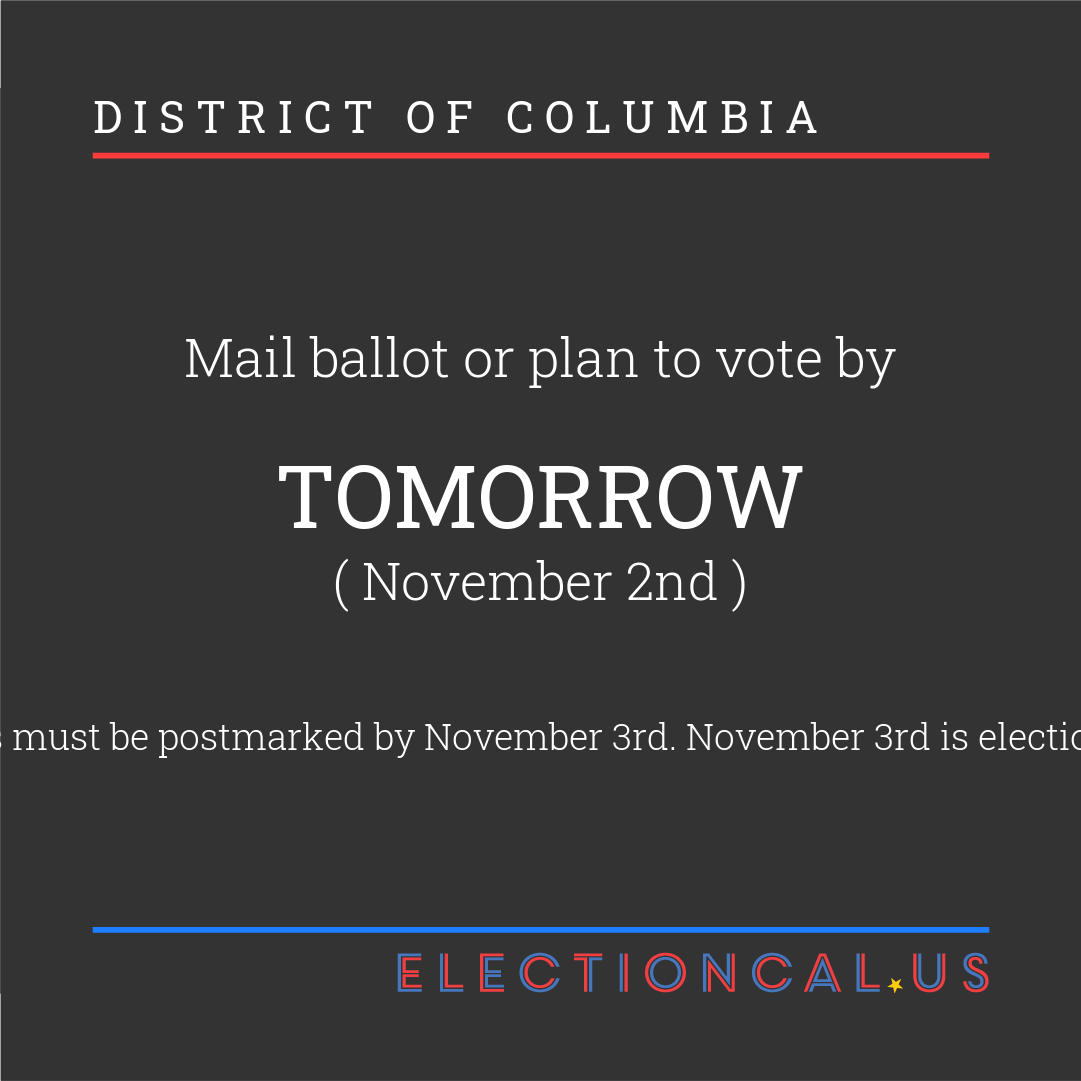 DISTRICT OF COLUMBIA
Mail ballot or plan to vote by
TOMORROW
( November 2nd )
must be postmarked by November 3rd. November 3rd is
ELECTIONCAL.US